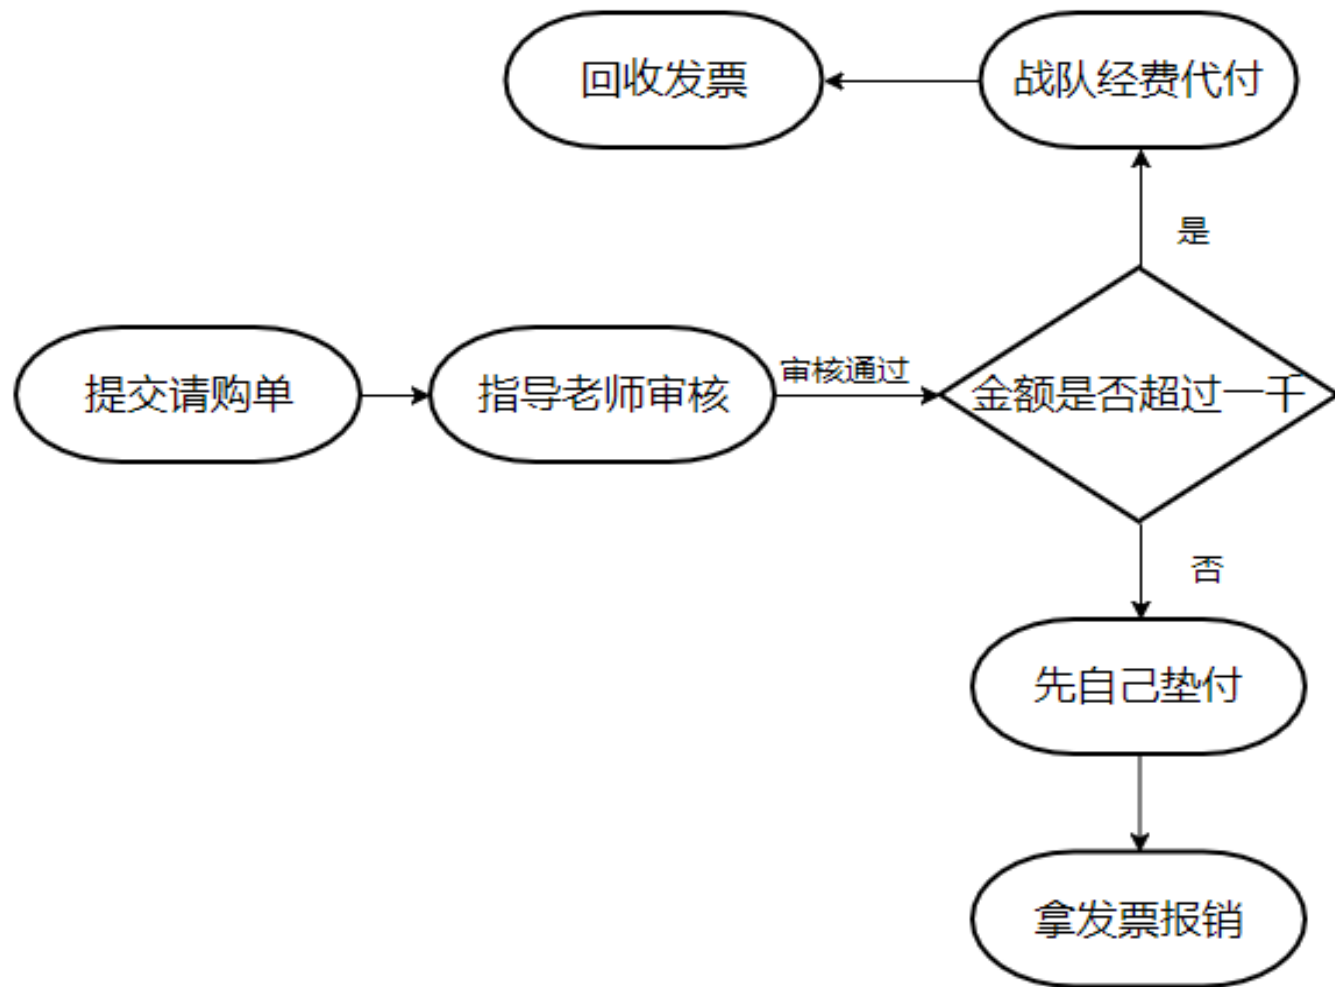 回收发票
战队经费代付
是
提交请购单
指导老师审核
审核通过
金额是否超过一千
否
先自己垫付
拿发票报销